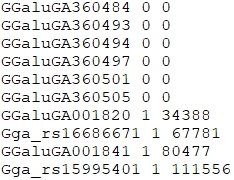 GGaluGA360484 0 0
GGaluGA360493 0 0
GGaluGA360494 0 0
GGaluGA360497 0 0
GGaluGA360501 0 0
GGaluGA360505 0 0
GGaluGA001820 1 34388
Gga_rs16686671 1 67781
GGaluGA001841 1 80477
Gga_rs15995401 1 111556